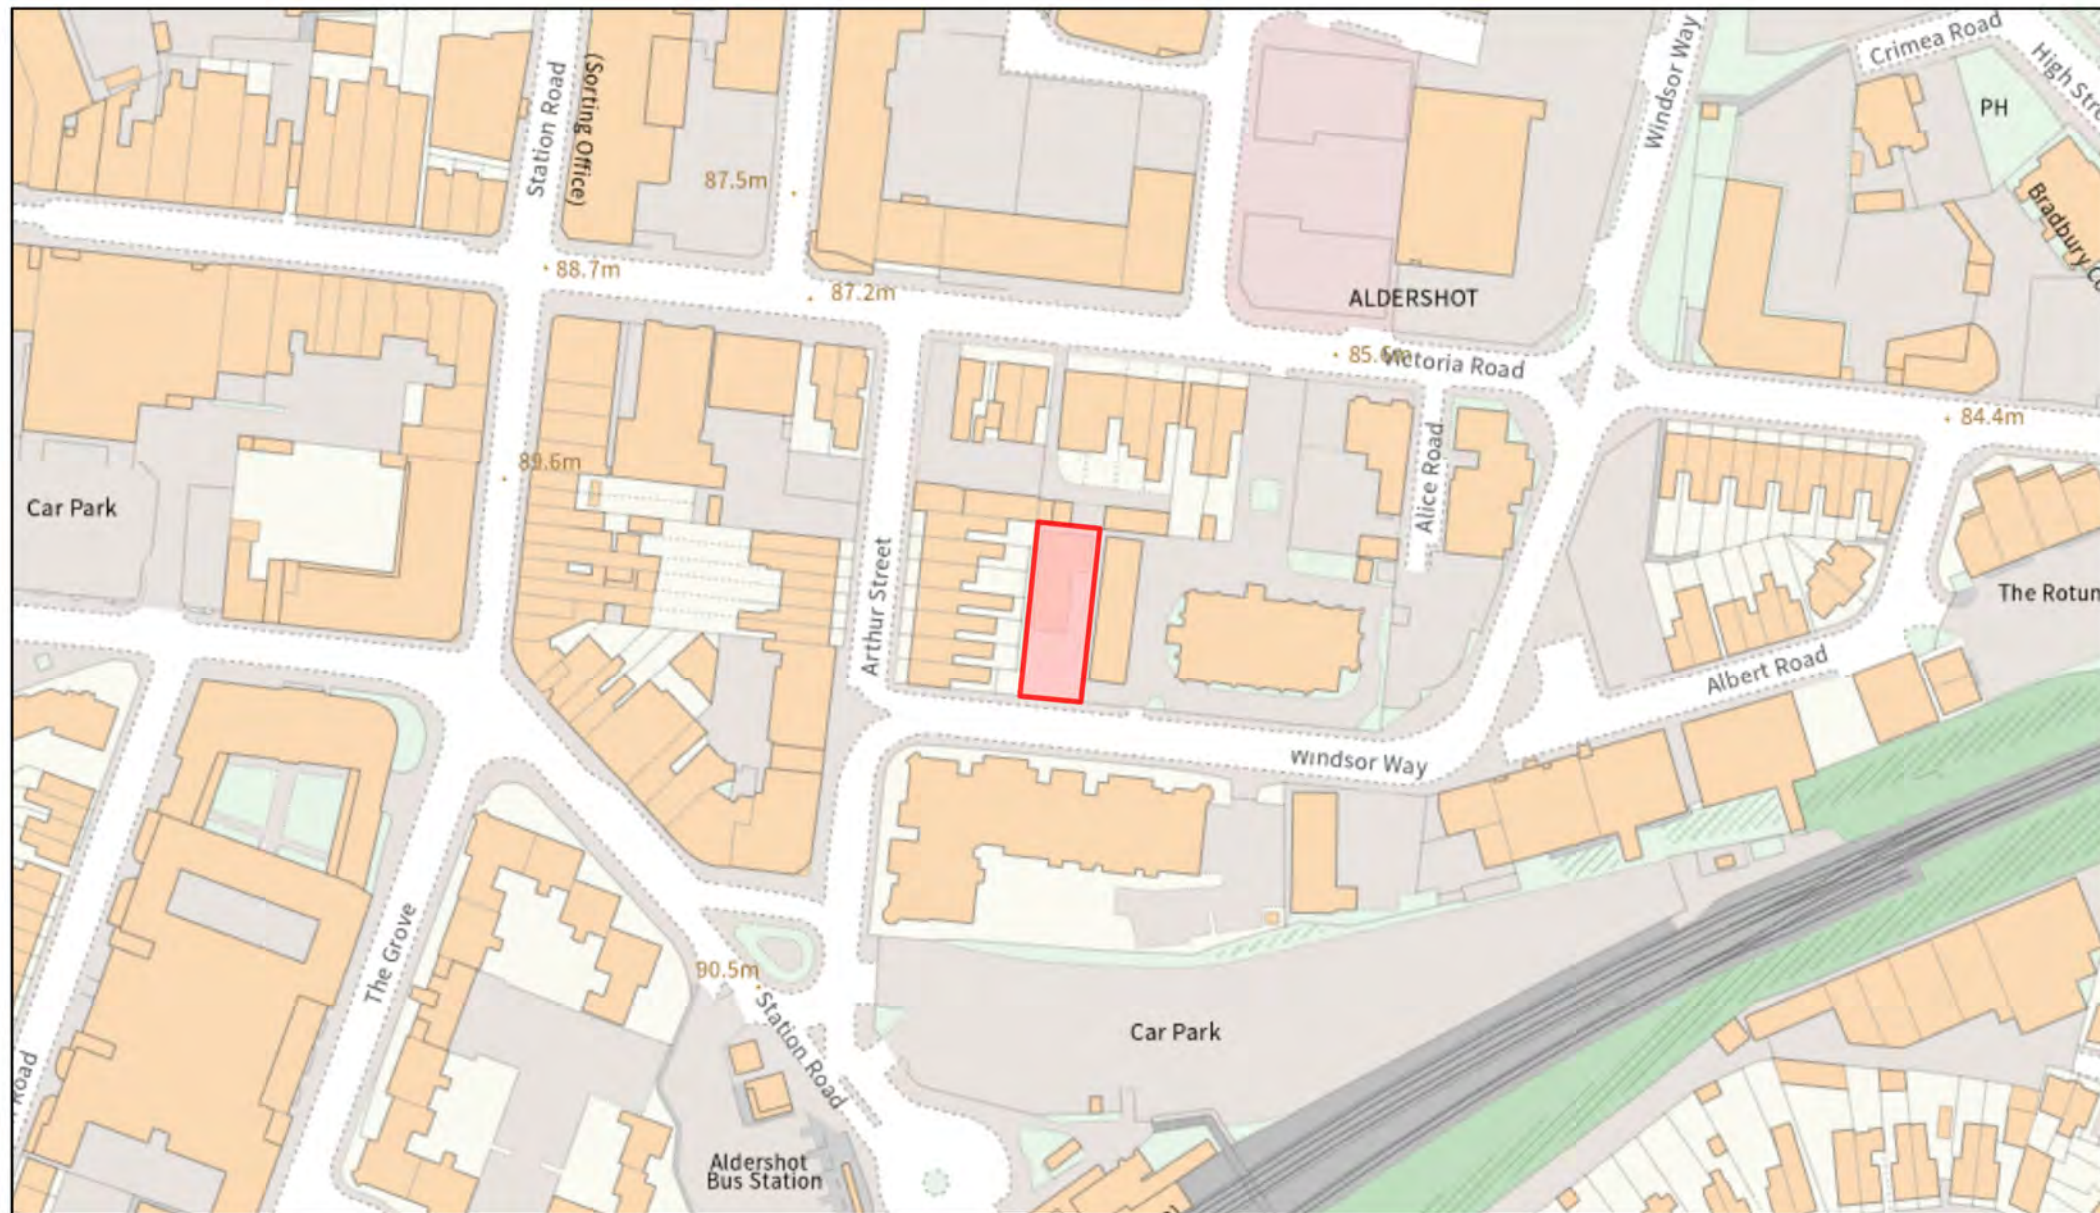 Station Road
(Sorting Office)
87.5m
Windsor Way
Crimea Road
High Stre
PH
Bradbury Co
88.7m
87.2m
ALDERSHOT
Victoria Road
84.4m
89.6m
Car Park
Alice Road
Arthur Street
The Rotun
Albert Road
Windsor Way
The Grove
90.5m
Station Road
Car Park
Road
Aldershot
Bus Station